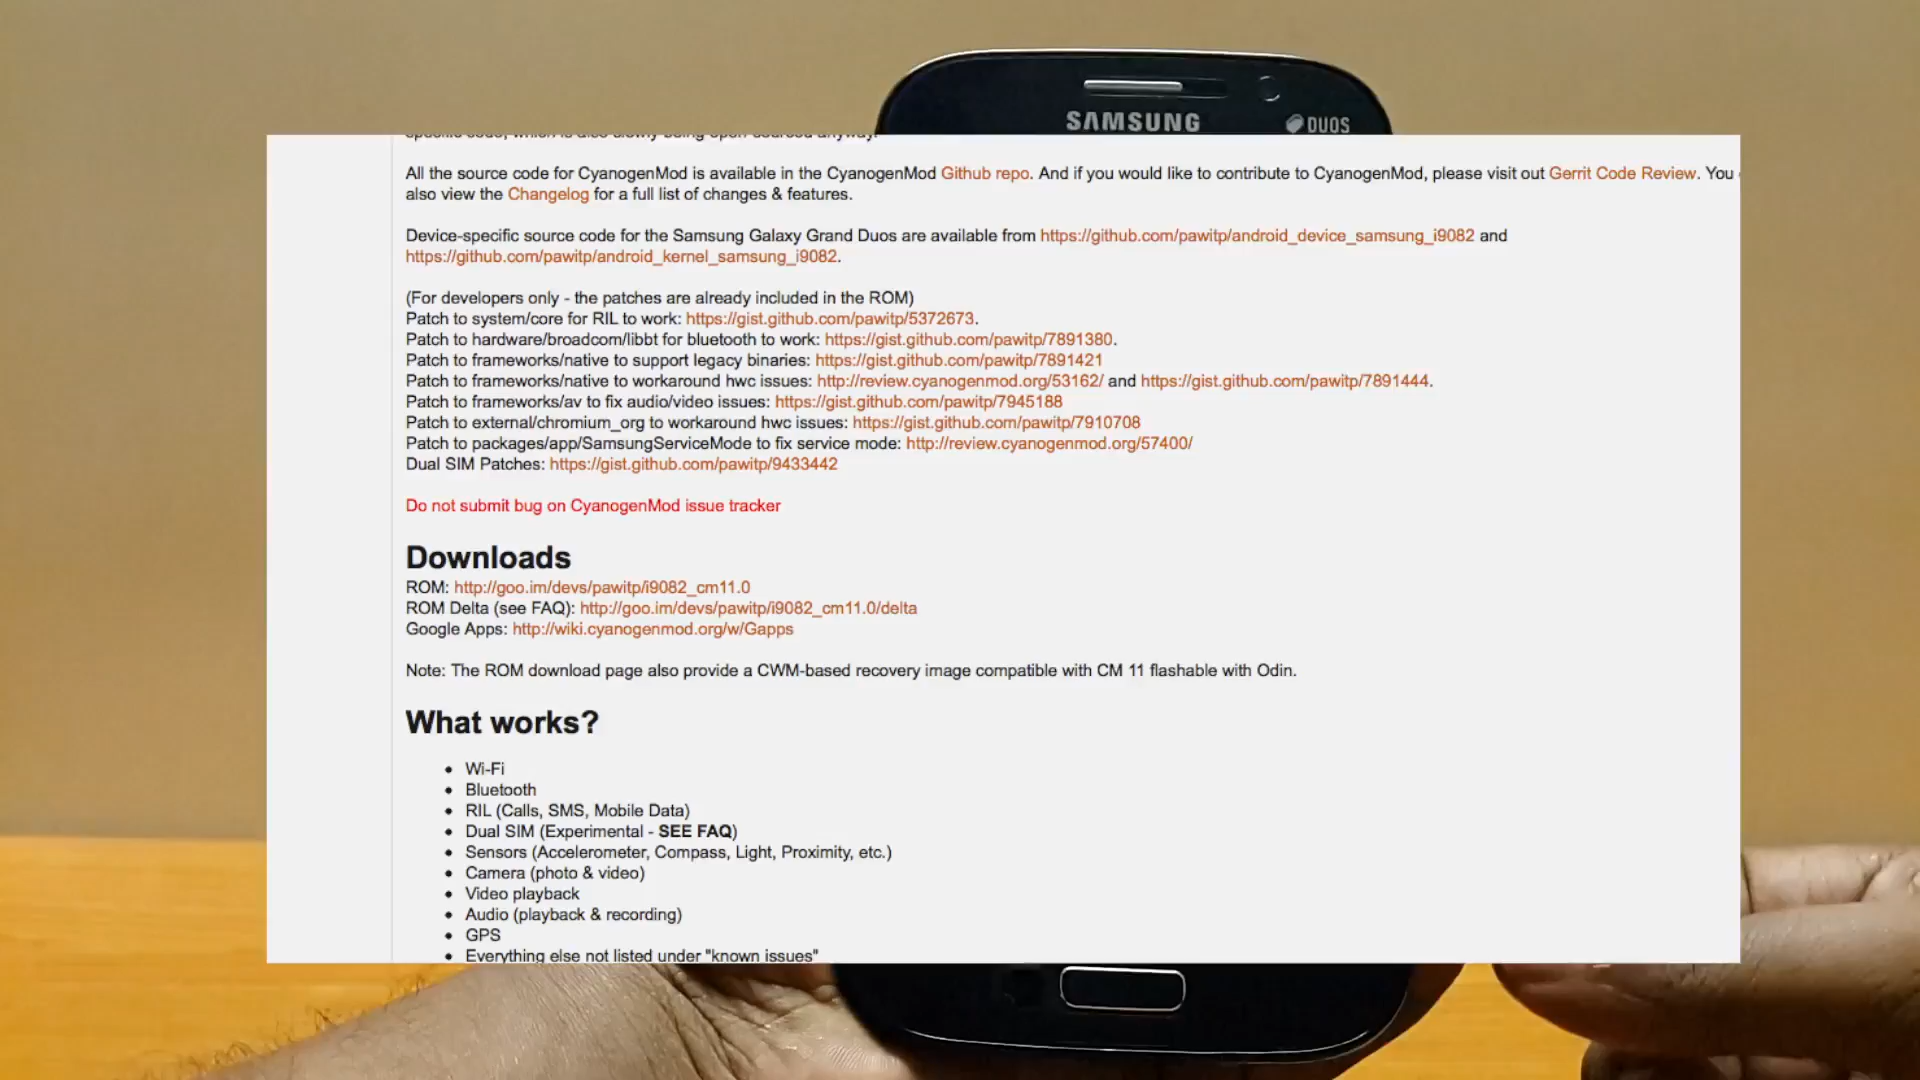 SAMSUNG
DUOS
specific code, which is also slowly being open-sourced anyway.
All the source code for CyanogenMod is available in the CyanogenMod Github repo. And if you would like to contribute to CyanogenMod, please visit out Gerrit Code Review. You
also view the Changelog for a full list of changes & features.
Device-specific source code for the Samsung Galaxy Grand Duos are available from https://github.com/pawitp/android_device_samsung_i9082 and
https://github.com/pawitp/android_kernel_samsung_i9082.
(For developers only - the patches are already included in the ROM)
Patch to system/core for RIL to work: https://gist.github.com/pawitp/5372673.
Patch to hardware/broadcom/libbt for bluetooth to work: https://gist.github.com/pawitp/7891380.
Patch to frameworks/native to support legacy binaries: https://gist.github.com/pawitp/7891421
Patch to frameworks/native to workaround hwc issues: http://review.cyanogenmod.org/53162/ and https://gist.github.com/pawitp/7891444.
Patch to frameworks/av to fix audio/video issues: https://gist.github.com/pawitp/7945188
Patch to external/chromium_org to workaround hwc issues: https://gist.github.com/pawitp/7910708
Patch to packages/app/SamsungServiceMode to fix service mode: http://review.cyanogenmod.org/57400/
Dual SIM Patches: https://gist.github.com/pawitp/9433442
Do not submit bug on CyanogenMod issue tracker
Downloads
ROM: http://goo.im/devs/pawitp/i9082_cm11.0
ROM Delta (see FAQ): http://goo.im/devs/pawitp/i9082_cm11.0/delta
Google Apps: http://wiki.cyanogenmod.org/w/Gapps
Note: The ROM download page also provide a CWM-based recovery image compatible with CM 11 flashable with Odin.
What works?
Wi-Fi
Bluetooth
RIL (Calls, SMS, Mobile Data)
Dual SIM (Experimental - SEE FAQ)
Sensors (Accelerometer, Compass, Light, Proximity, etc.)
Camera (photo & video)
Video playback
Audio (playback & recording)
GPS
Everything else not listed under "known issues"